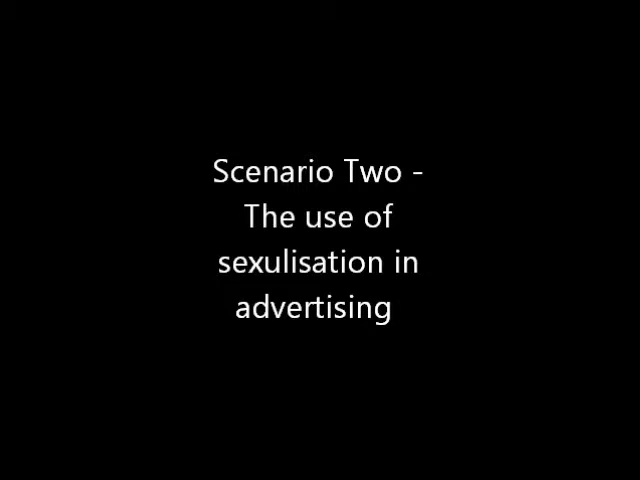 Scenario Two -
The use of
sexulisation in
advertising